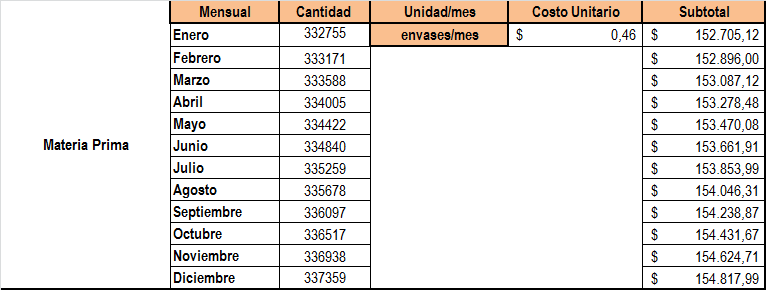 Mensual Cantidad Unidad/mes Costo Unitario Subtotal
Enero 332755 envases/mes $ 0,46 $ 152.705,12
Febrero 333171 $ 152.896,00
Marzo 333588 $ 153.087,12
Abril 334005 $ 153.278,48
Mayo 334422 $ 153.470,08
Materia Prima Junio 334840 $ 153.661,91
Julio 335259 $ 153.853,99
Agosto 335678 $ 154.046,31
Septiembre 336097 $ 154.238,87
Octubre 336517 $ 154.431,67
Noviembre 336938 $ 154.624,71
Diciembre 337359 $ 154.817,99